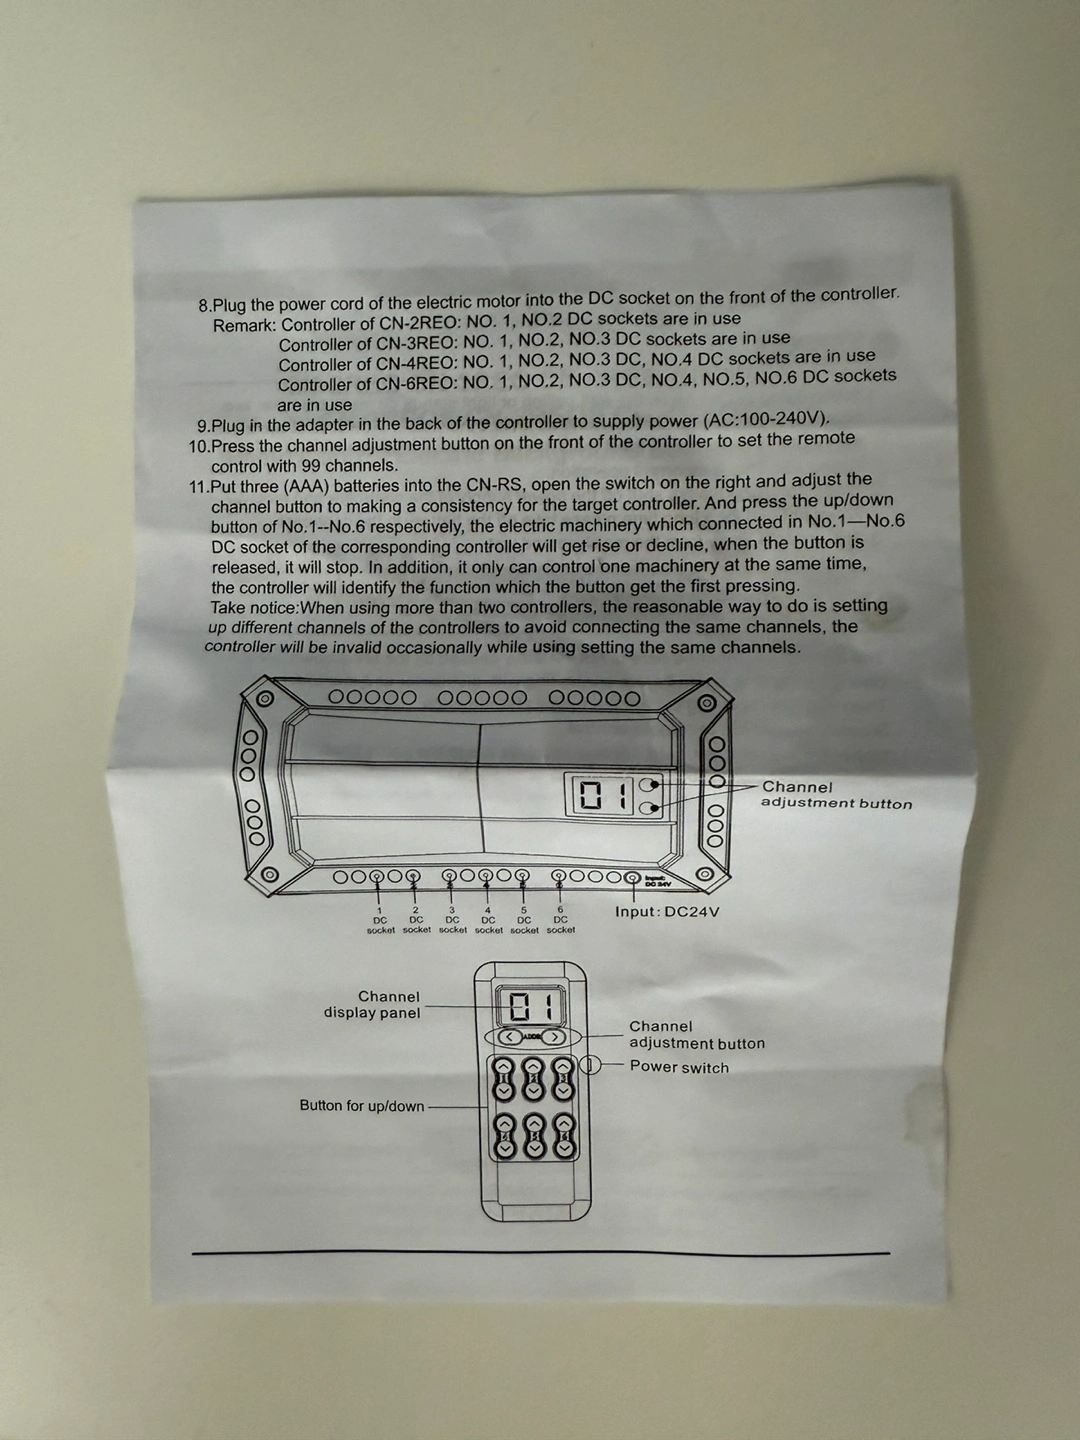 8.Plug the power cord of the electric motor into the DC socket on the front of the controller.
Remark: Controller of CN-2REO: NO. 1, NO.2 DC sockets are in use
Controller of CN-3REO: NO. 1, NO.2, NO.3 DC sockets are in use
Controller of CN-4REO: NO. 1, NO.2, NO.3 DC, NO.4 DC sockets are in use
Controller of CN-6REO: NO. 1, NO.2, NO.3 DC, NO.4, NO.5, NO.6 DC sockets
are in use
9.Plug in the adapter in the back of the controller to supply power (AC:100-240V).
10.Press the channel adjustment button on the front of the controller to set the remote
control with 99 channels.
11.Put three (AAA) batteries into the CN-RS, open the switch on the right and adjust the
channel button to making a consistency for the target controller. And press the up/down
button of No.1--No.6 respectively, the electric machinery which connected in No.1—No.6
DC socket of the corresponding controller will get rise or decline, when the button is
released, it will stop. In addition, it only can control one machinery at the same time,
the controller will identify the function which the button get the first pressing.
Take notice:When using more than two controllers, the reasonable way to do is setting
up different channels of the controllers to avoid connecting the same channels, the
controller will be invalid occasionally while using setting the same channels.
01
Channel
adjustment button
Input:
DC 24V
1 2 3 4 5 6
DC DC DC DC DC DC
socket socket socket socket socket socket
Input: DC24V
Channel
display panel
01
ADDR
Channel
adjustment button
Power switch
Button for up/down